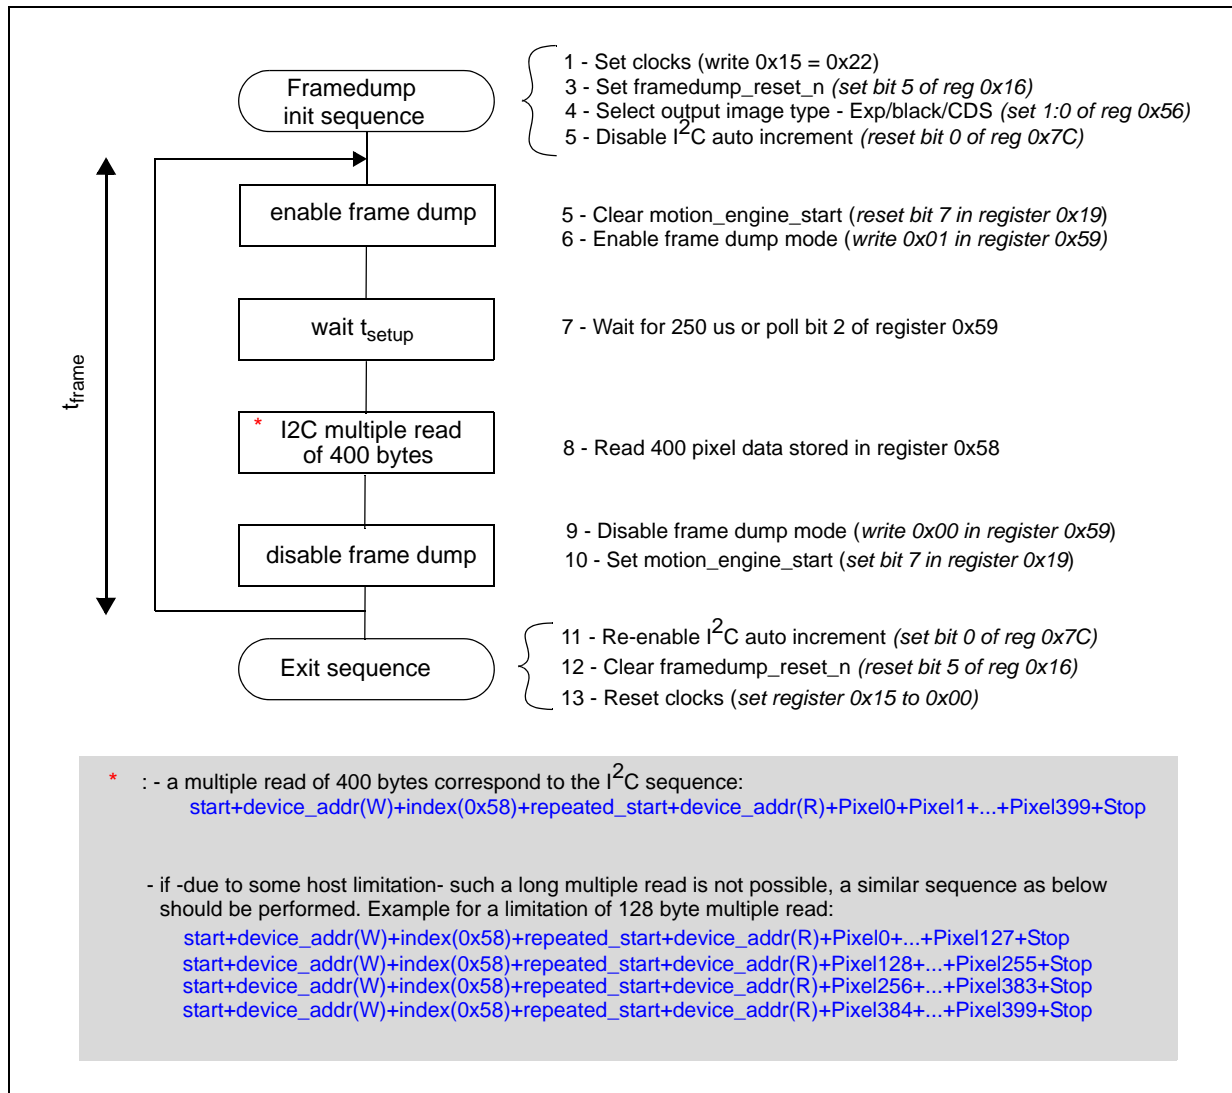 Framedump
init sequence
1 - Set clocks (write 0x15 = 0x22)
3 - Set framedump_reset_n (set bit 5 of reg 0x16)
4 - Select output image type - Exp/black/CDS (set 1:0 of reg 0x56)
5 - Disable I2C auto increment (reset bit 0 of reg 0x7C)
enable frame dump
5 - Clear motion_engine_start (reset bit 7 in register 0x19)
6 - Enable frame dump mode (write 0x01 in register 0x59)
wait tsetup
7 - Wait for 250 us or poll bit 2 of register 0x59
tframe
* I2C multiple read
of 400 bytes
8 - Read 400 pixel data stored in register 0x58
disable frame dump
9 - Disable frame dump mode (write 0x00 in register 0x59)
10 - Set motion_engine_start (set bit 7 in register 0x19)
Exit sequence
11 - Re-enable I2C auto increment (set bit 0 of reg 0x7C)
12 - Clear framedump_reset_n (reset bit 5 of reg 0x16)
13 - Reset clocks (set register 0x15 to 0x00)
* : - a multiple read of 400 bytes correspond to the I2C sequence:
start+device_addr(W)+index(0x58)+repeated_start+device_addr(R)+Pixel0+Pixel1+...+Pixel399+Stop
- if -due to some host limitation- such a long multiple read is not possible, a similar sequence as below
should be performed. Example for a limitation of 128 byte multiple read:
start+device_addr(W)+index(0x58)+repeated_start+device_addr(R)+Pixel0+...+Pixel127+Stop
start+device_addr(W)+index(0x58)+repeated_start+device_addr(R)+Pixel128+...+Pixel255+Stop
start+device_addr(W)+index(0x58)+repeated_start+device_addr(R)+Pixel256+...+Pixel383+Stop
start+device_addr(W)+index(0x58)+repeated_start+device_addr(R)+Pixel384+...+Pixel399+Stop